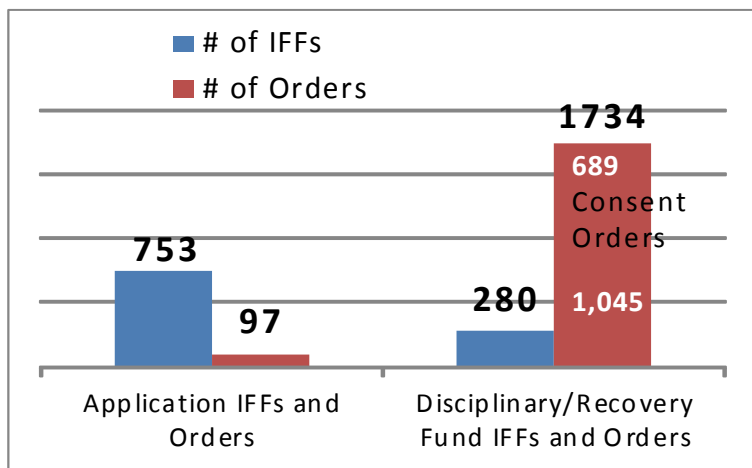 # of IFFs
# of Orders
753
97
280
1734
689
Consent
Orders
1,045
Application IFFs and
Orders
Disciplinary/Recovery
Fund IFFs and Orders